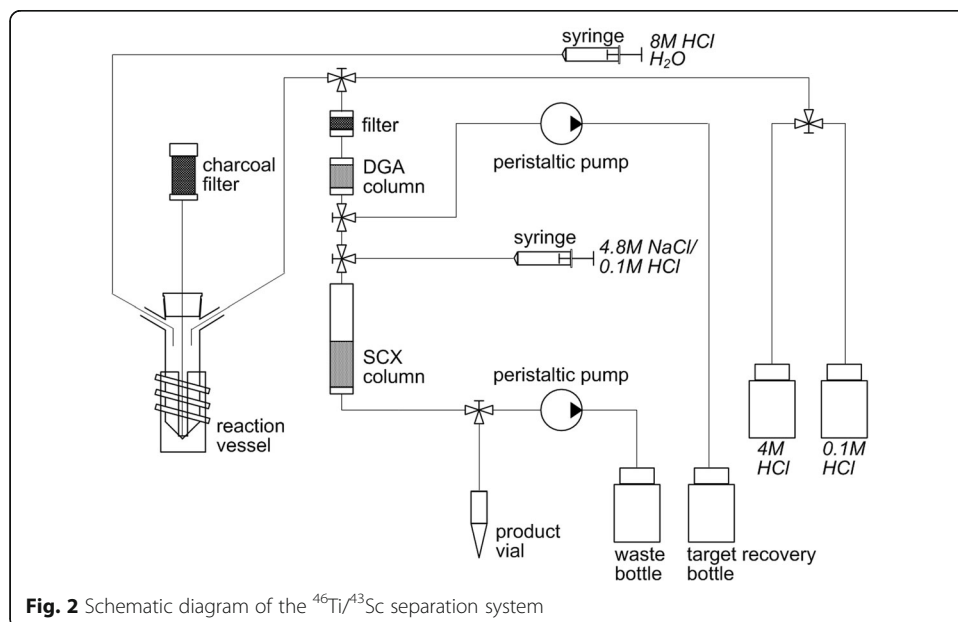 syringe
8M HCl
H₂O
filter
charcoal
filter
DGA
column
peristaltic pump
syringe
4.8M NaCl/
0.1M HCl
SCX
column
peristaltic pump
reaction
vessel
4M
HCl
0.1M
HCl
product
vial
waste
bottle
target recovery
bottle
Fig. 2 Schematic diagram of the ⁴⁶Ti/⁴³Sc separation system